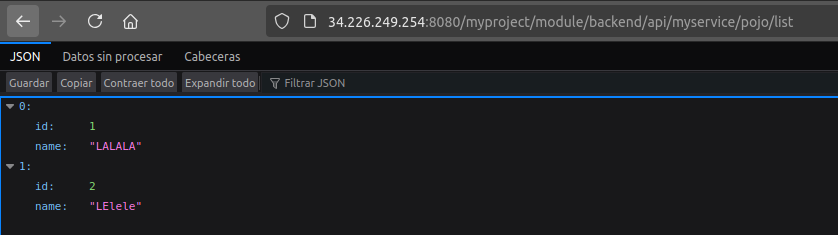 34.226.249.254:8080/myproject/module/backend/api/myservice/pojo/list
JSON Datos sin procesar Cabeceras
Guardar Copiar Contraer todo Expandir todo Filtrar JSON
0:
id: 1
name: "LALALA"
1:
id: 2
name: "LElele"